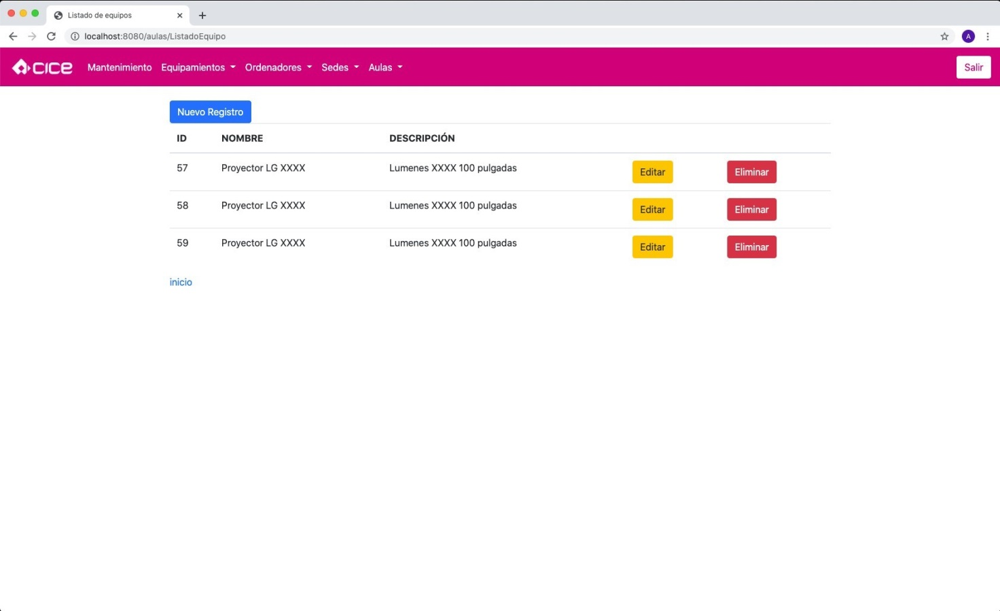 Listado de equipos
localhost:8080/aulas/ListadoEquipo
A
CICE Mantenimiento Equipamientos Ordenadores Sedes Aulas Salir
Nuevo Registro
ID NOMBRE DESCRIPCIÓN
57 Proyector LG XXXX Lumenes XXXX 100 pulgadas Editar Eliminar
58 Proyector LG XXXX Lumenes XXXX 100 pulgadas Editar Eliminar
59 Proyector LG XXXX Lumenes XXXX 100 pulgadas Editar Eliminar
inicio